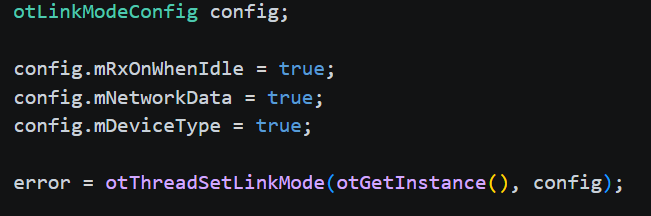 otLinkModeConfig config;
config.mRxOnWhenIdle = true;
config.mNetworkData = true;
config.mDeviceType = true;
error = otThreadSetLinkMode(otGetInstance(), config);